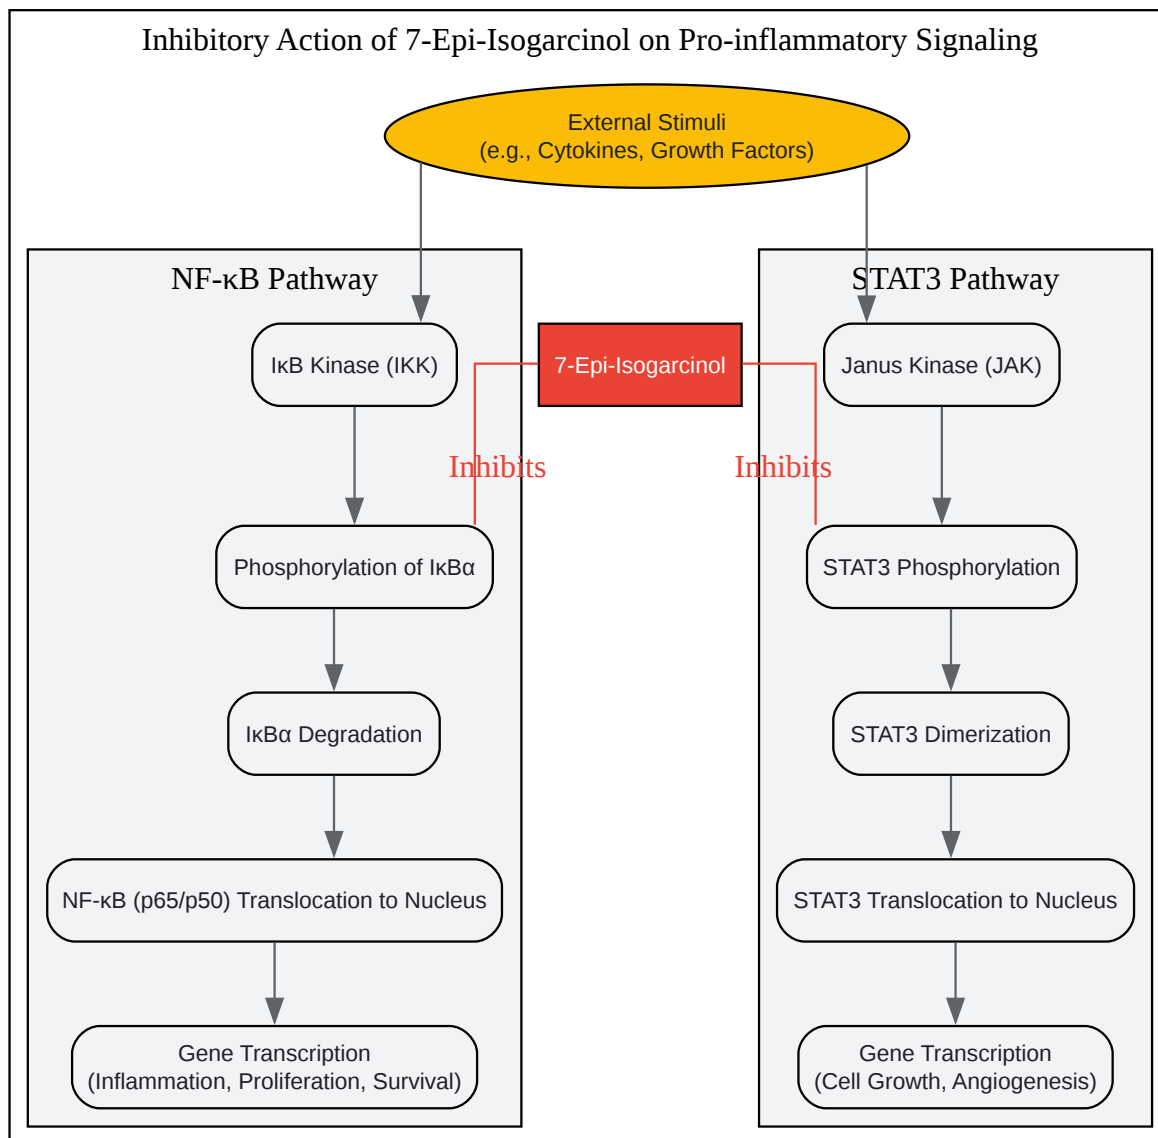 Inhibitory Action of 7-Epi-Isogarcinol on Pro-inflammatory Signaling
External Stimuli
(e.g., Cytokines, Growth Factors)
NF-κB Pathway
IκB Kinase (IKK)
7-Epi-Isogarcinol
Inhibits
Inhibits
Phosphorylation of IκBα
IκBα Degradation
NF-κB (p65/p50) Translocation to Nucleus
Gene Transcription
(Inflammation, Proliferation, Survival)
STAT3 Pathway
Janus Kinase (JAK)
STAT3 Phosphorylation
STAT3 Dimerization
STAT3 Translocation to Nucleus
Gene Transcription
(Cell Growth, Angiogenesis)